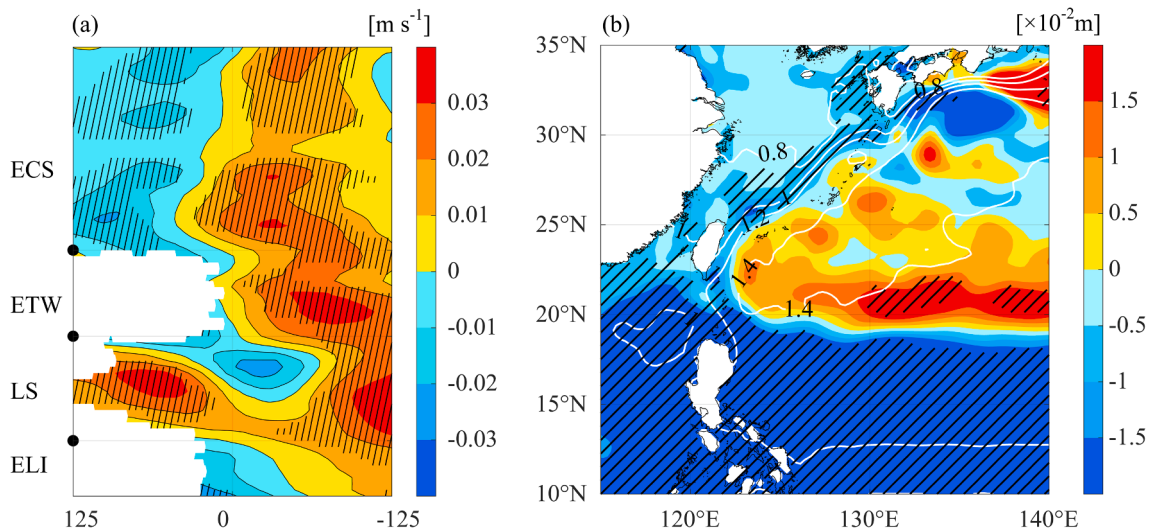 (a)
[m s⁻¹]
ECS
ETW
LS
ELI
125
0
-125
0.03
0.02
0.01
0
-0.01
-0.02
-0.03
(b)
[×10⁻²m]
35°N
30°N
25°N
20°N
15°N
10°N
120°E
130°E
140°E
0.8
0.8
1
1.2
1.4
1.4
1.5
1
0.5
0
-0.5
-1
-1.5